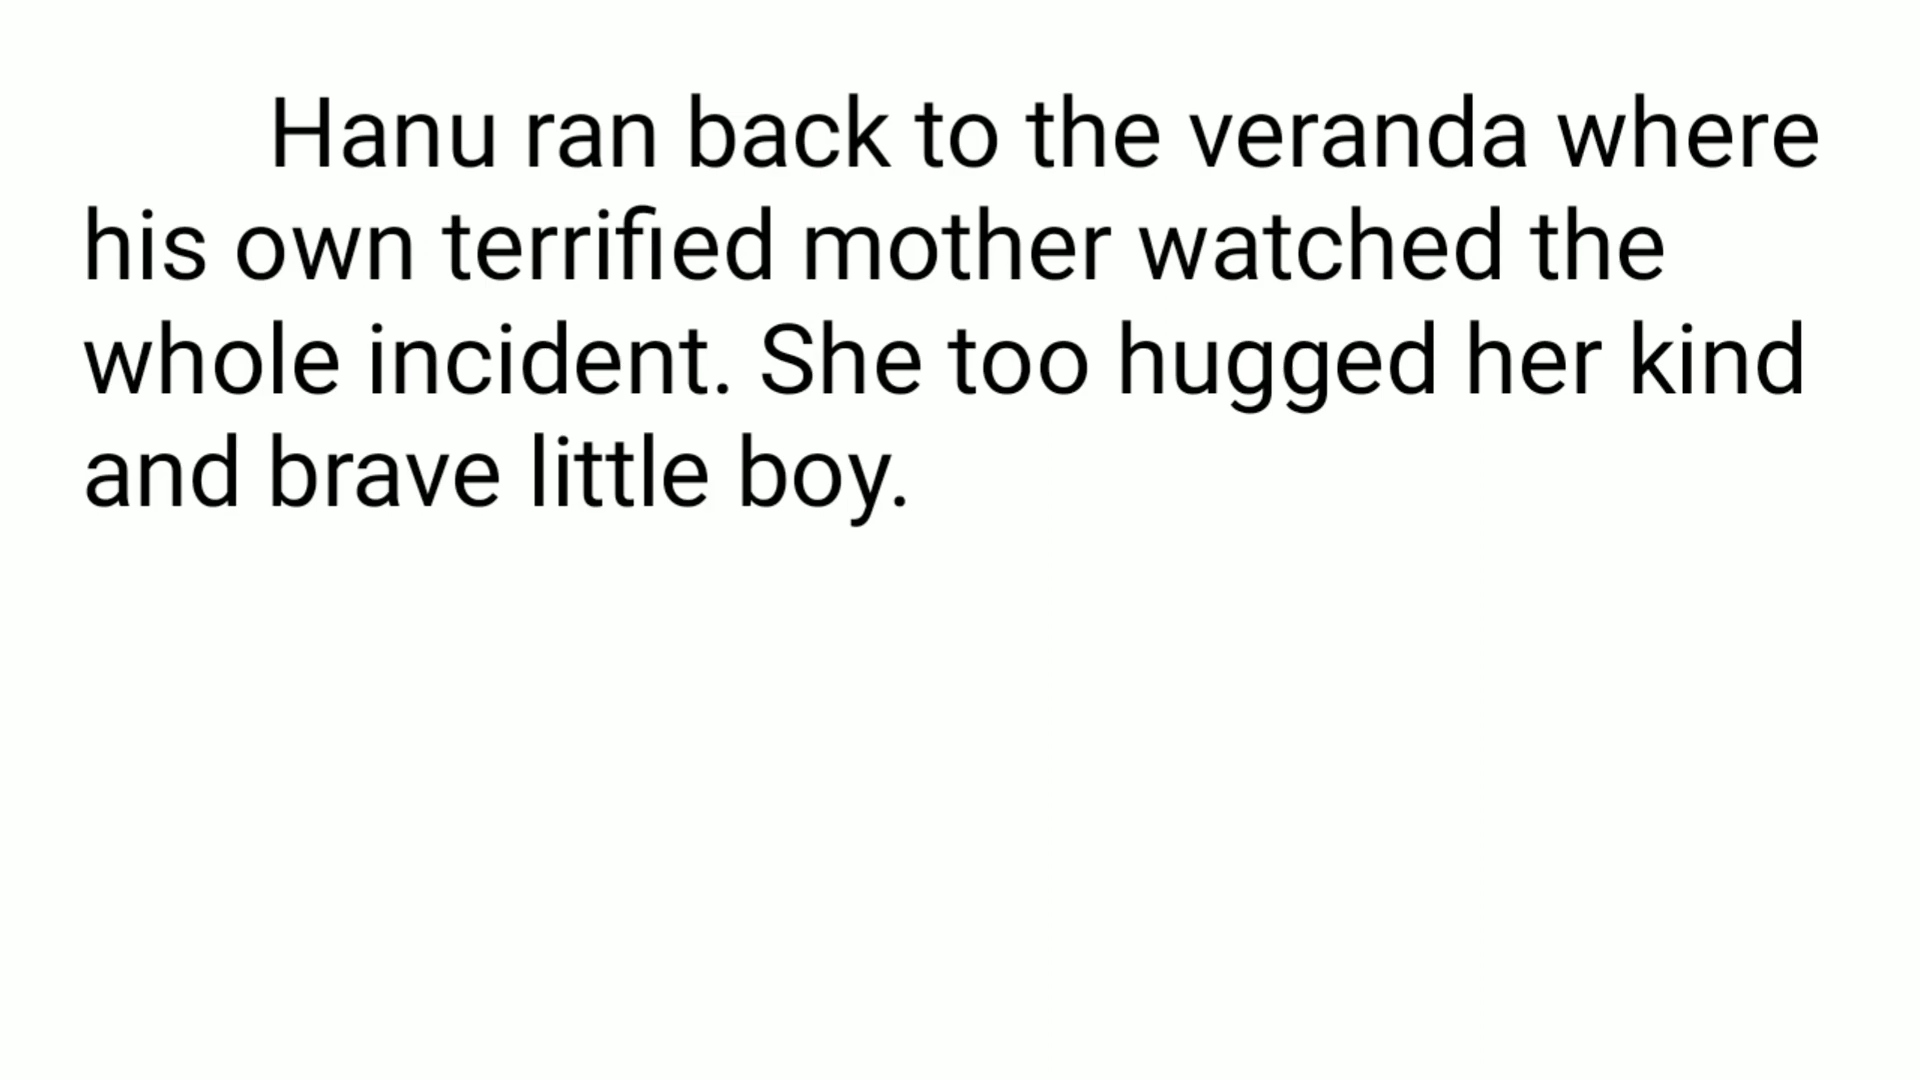 Hanu ran back to the veranda where
his own terrified mother watched the
whole incident. She too hugged her kind
and brave little boy.